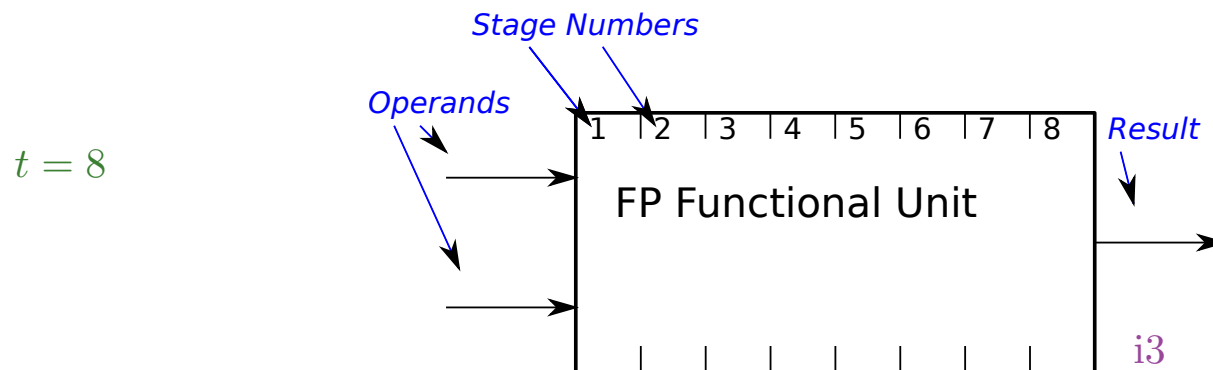 Stage Numbers
Operands
1 2 3 4 5 6 7 8
Result
t = 8
FP Functional Unit
i3